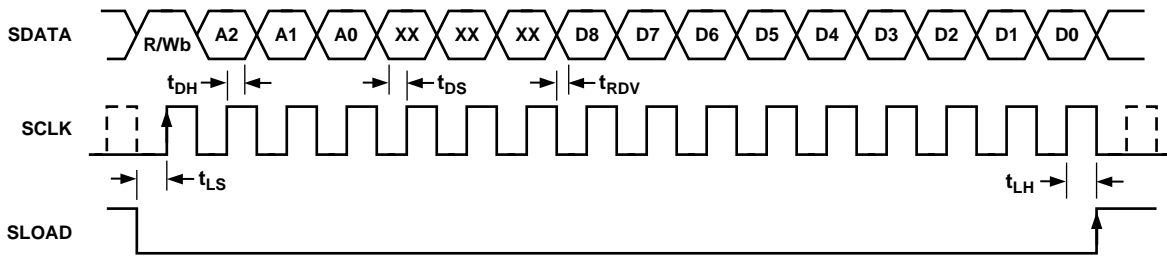 SDATA R/Wb A2 A1 A0 XX XX XX D8 D7 D6 D5 D4 D3 D2 D1 D0
tDH tDS tRDV
SCLK
tLS tLH
SLOAD